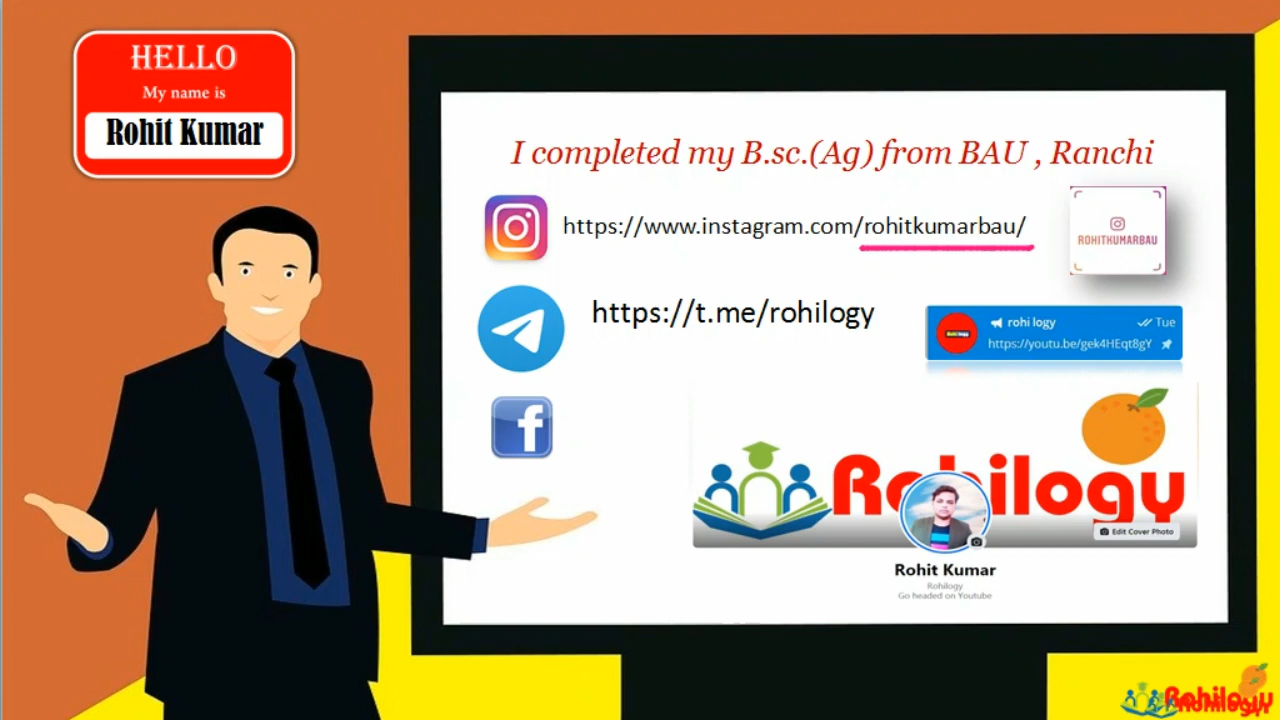 HELLO
My name is
Rohit Kumar
I completed my B.sc.(Ag) from BAU , Ranchi
https://www.instagram.com/rohitkumarbau/
ROHITKUMARBAU
https://t.me/rohilogy
rohi logy
Tue
https://youtu.be/gek4HEqt8gY
Rohilogy
Edit Cover Photo
Rohit Kumar
Rohilogy
Go headed on Youtube
Rohilogy